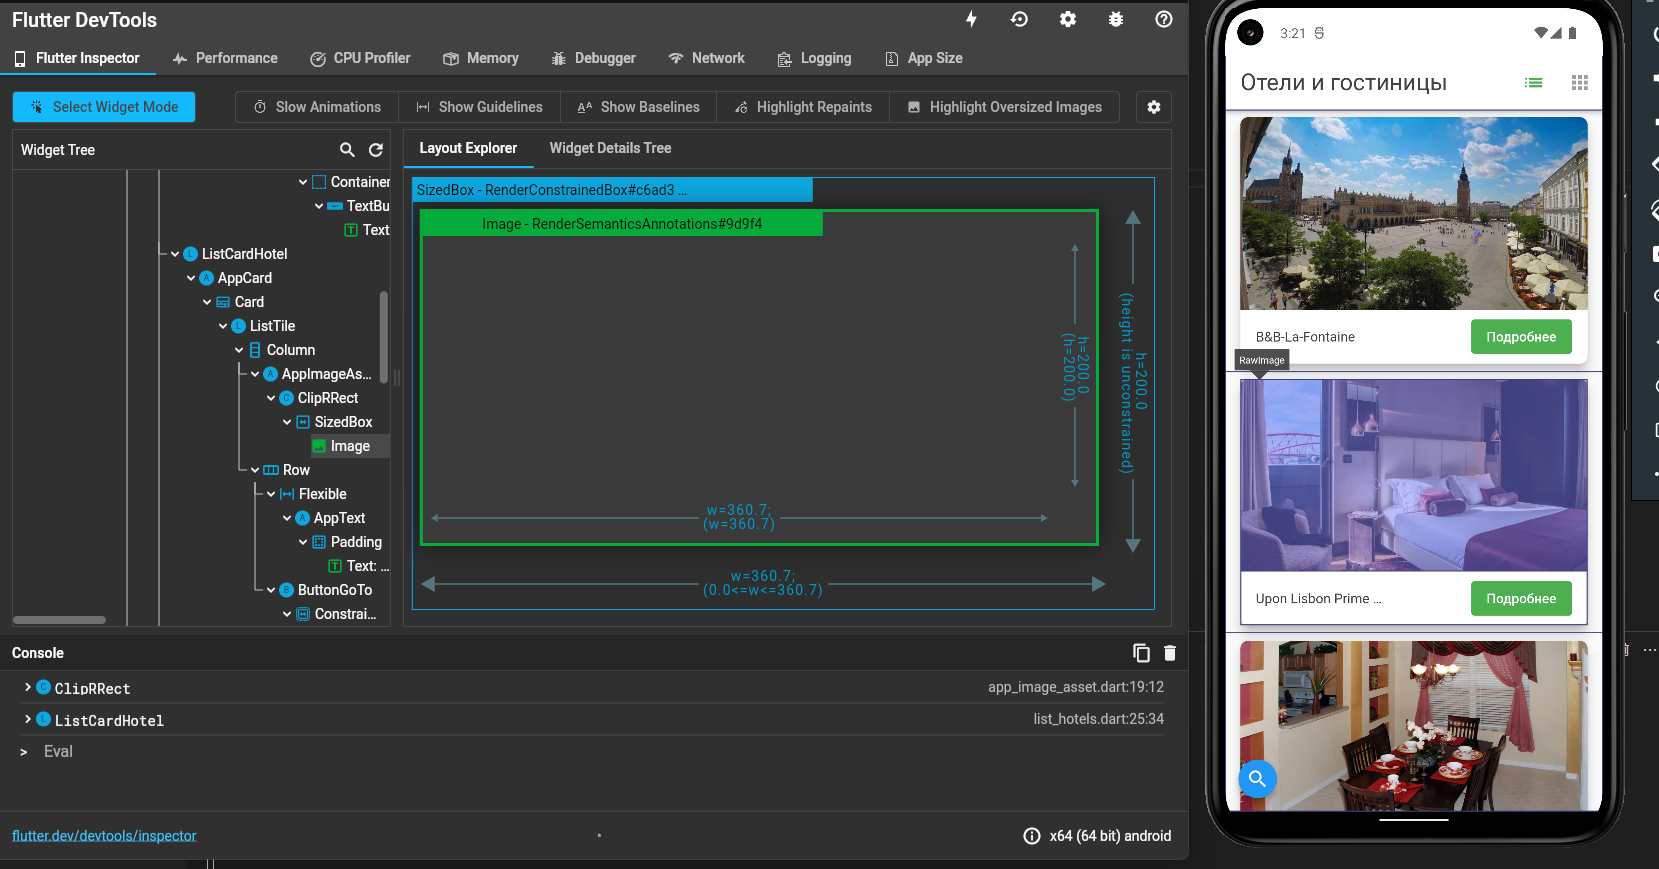 Flutter DevTools
Flutter Inspector
Performance
CPU Profiler
Memory
Debugger
Network
Logging
App Size
Select Widget Mode
Slow Animations
Show Guidelines
Show Baselines
Highlight Repaints
Highlight Oversized Images
Widget Tree
Container
TextBu
Text
ListCardHotel
AppCard
Card
ListTile
Column
AppImageAs...
ClipRRect
SizedBox
Image
Row
Flexible
AppText
Padding
Text: ...
ButtonGoTo
Constrai...
Layout Explorer
Widget Details Tree
SizedBox - RenderConstrainedBox#c6ad3 ...
Image - RenderSemanticsAnnotations#9d9f4
h=200.0
(h=200.0)
h=200.0
(height is unconstrained)
w=360.7;
(w=360.7)
w=360.7;
(0.0<=w<=360.7)
Console
ClipRRect
app_image_asset.dart:19:12
ListCardHotel
list_hotels.dart:25:34
> Eval
flutter.dev/devtools/inspector
x64 (64 bit) android
3:21
Отели и гостиницы
B&B-La-Fontaine
Подробнее
RawImage
Upon Lisbon Prime ...
Подробнее